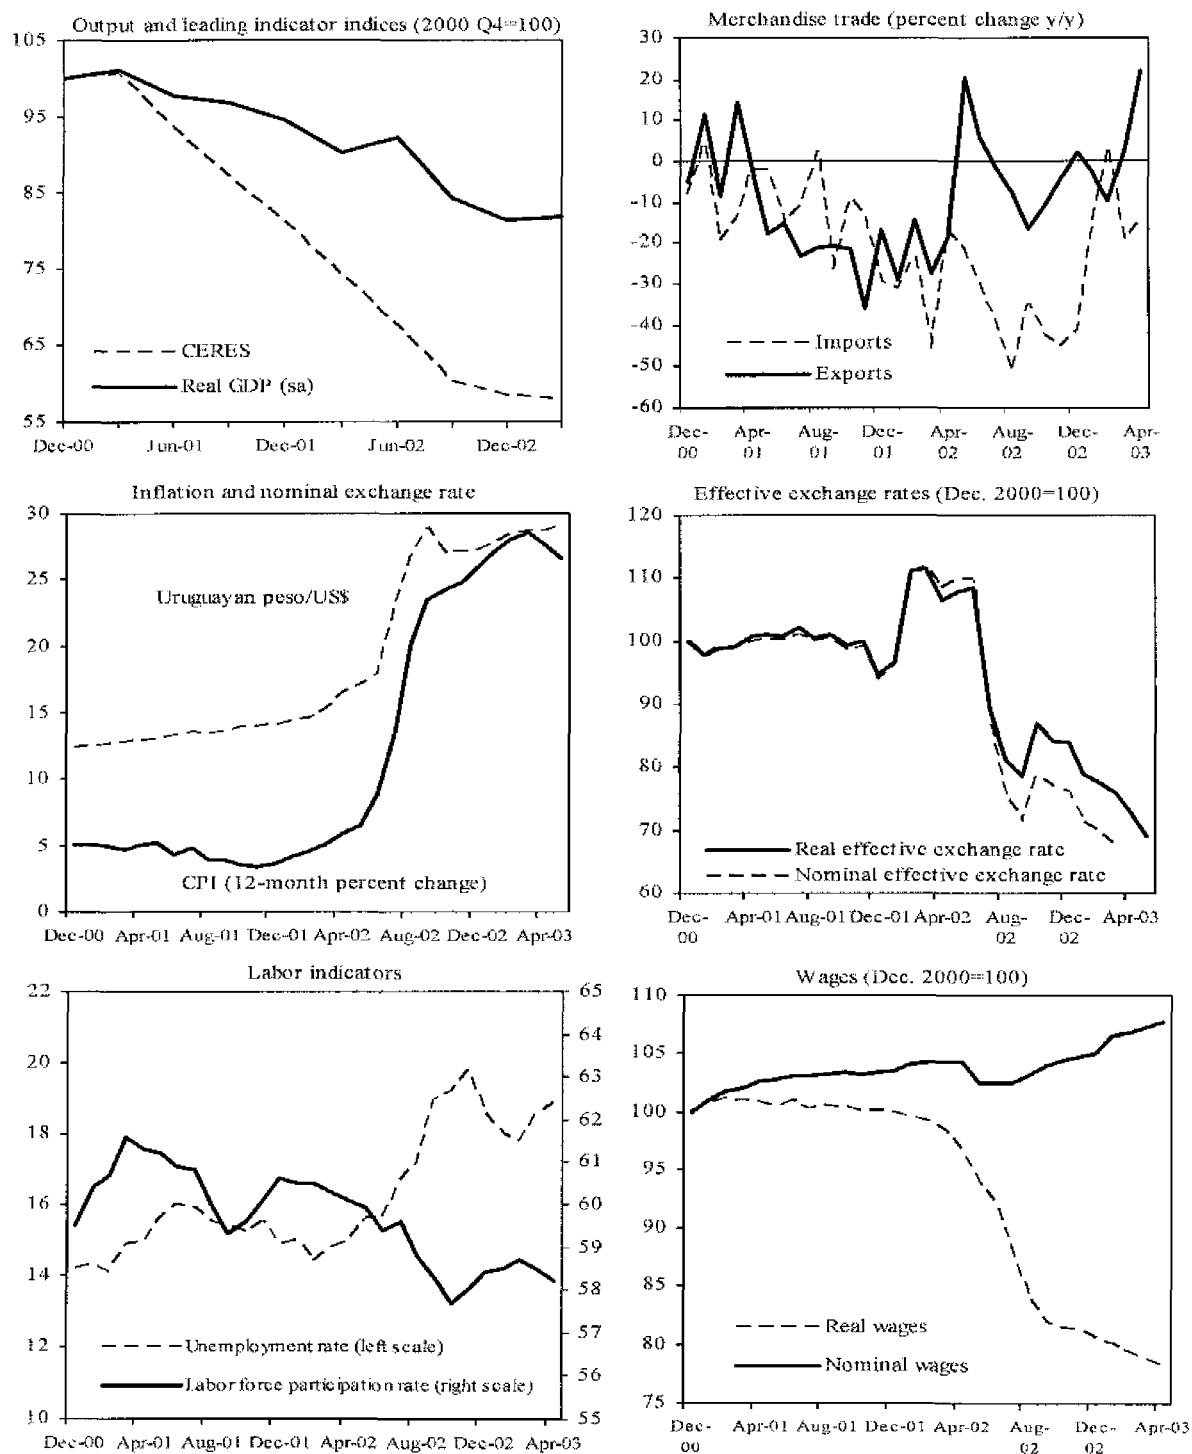 Output and leading indicator indices (2000 Q4=100)
105
95
85
75
65
55
CERES
Real GDP (sa)
Dec-00 Jun-01 Dec-01 Jun-02 Dec-02
Merchandise trade (percent change y/y)
30
20
10
0
-10
-20
-30
-40
-50
-60
Imports
Exports
Dec- Apr- Aug- Dec- Apr- Aug- Dec- Apr-
00 01 01 01 02 02 02 03
Inflation and nominal exchange rate
30
25
20
15
10
5
0
Uruguayan peso/US$
CPI (12-month percent change)
Dec-00 Apr-01 Aug-01 Dec-01 Apr-02 Aug-02 Dec-02 Apr-03
Effective exchange rates (Dec. 2000=100)
120
110
100
90
80
70
60
Real effective exchange rate
Nominal effective exchange rate
Dec- Apr-01 Aug-01 Dec-01 Apr-02 Aug- Dec- Apr-03
00 02 02
Labor indicators
22
20
18
16
14
12
10
65
64
63
62
61
60
59
58
57
56
55
Unemployment rate (left scale)
Labor force participation rate (right scale)
Dec-00 Apr-01 Aug-01 Dec-01 Apr-02 Aug-02 Dec-02 Apr-03
Wages (Dec. 2000=100)
110
105
100
95
90
85
80
75
Real wages
Nominal wages
Dec- Apr-01 Aug-01 Dec-01 Apr-02 Aug- Dec- Apr-03
00 02 02